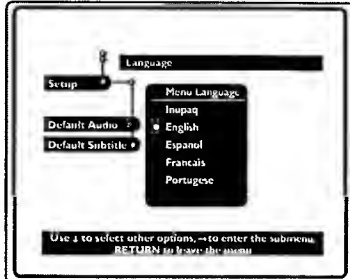 Language
Setup
Menu Language
Inupaq
English
Default Audio
Espanol
Default Subtitle
Francais
Portugese
Use ↓ to select other options, → to enter the submenu,
RETURN to leave the menu